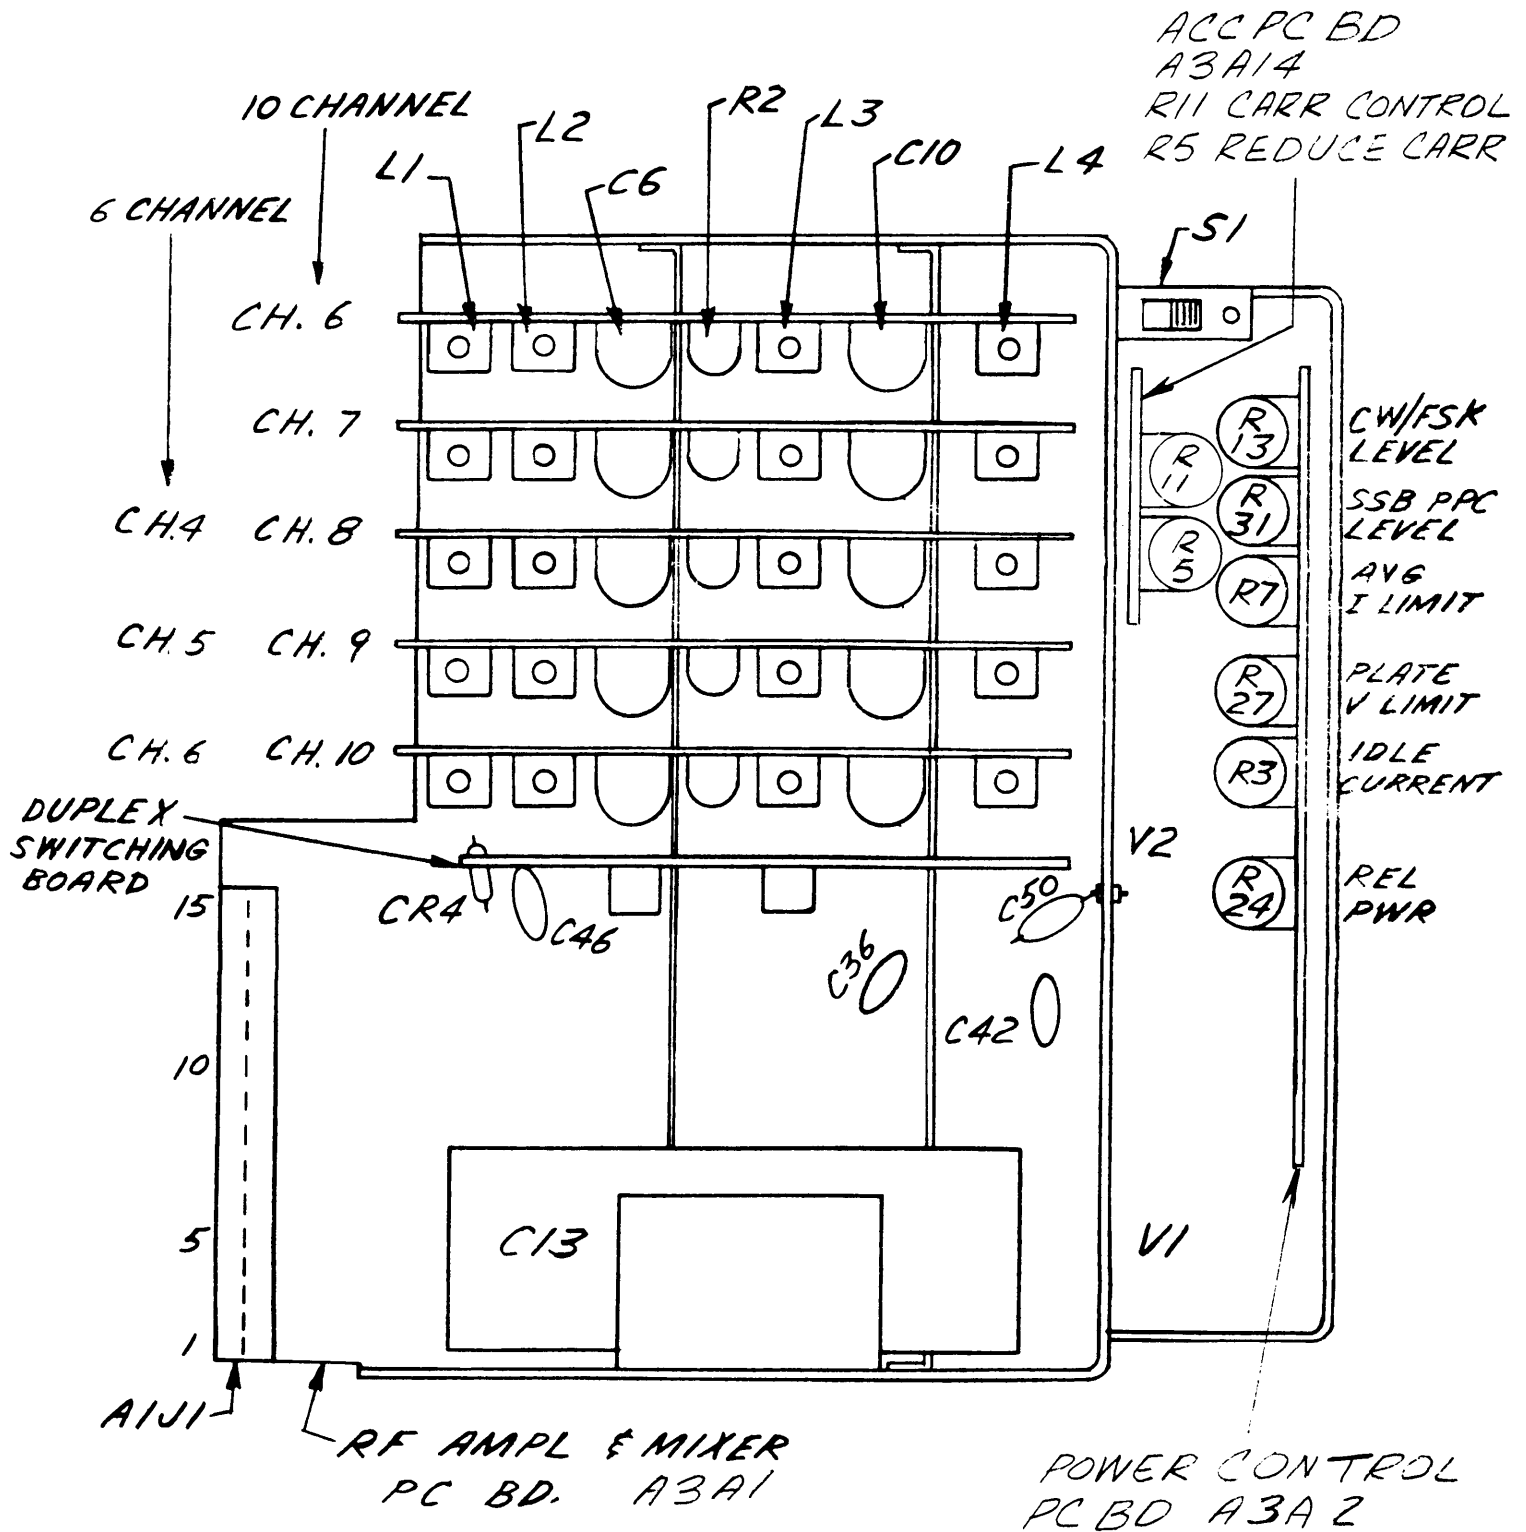 ACC PC BD
A3A14
R11 CARR CONTROL
R5 REDUCE CARR
10 CHANNEL
6 CHANNEL
L1
L2
C6
R2
L3
C10
L4
S1
CH. 6
CH. 7
CH.4 CH. 8
CH. 5 CH. 9
CH. 6 CH. 10
R
13
CW/FSK
LEVEL
R
11
R
31
SSB PPC
LEVEL
R
5
R7
AVG
I LIMIT
R
27
PLATE
V LIMIT
R3
IDLE
CURRENT
R
24
REL
PWR
DUPLEX
SWITCHING
BOARD
CR4
C46
C36
C50
C42
V2
15
10
5
1
C13
V1
A1J1
RF AMPL & MIXER
PC BD. A3A1
POWER CONTROL
PC BD A3A2